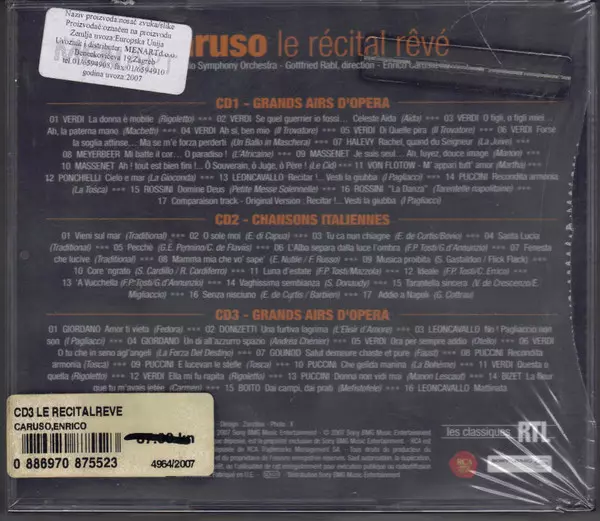 Naziv proizvoda:nosač zvuka/slike
Proizvođač označen na proizvodu
Zemlja uvoza:Europska Unija
Uvoznik i distributer: MENART d.o.o.
19,Zagreb
tel.01/6594903, fax:01/6594910
godina uvoza:2007
uso le récital rêvé
Symphony Orchestra - Gottfried Rabl, direction - Enrico Caruso
CD1 - GRANDS AIRS D'OPERA
01 VERDI La donna è mobile (Rigoletto) 02 VERDI Se quel guerrier io fossi... Celeste Aida (Aida) 03 VERDI O figli, o figli miei...
Ah, la paterna mano (Macbeth) 04 VERDI Ah si, ben mio (Il Trovatore) 05 VERDI Di Quella pira (Il Trovatore) 06 VERDI Forse
la soglia attinse... Ma se m'è forza perderti (Un Ballo in Maschera) 07 HALEVY Rachel, quand du Seigneur (La Juive)
08 MEYERBEER Mi batte il cor... O paradiso ! (L'Africaine) 09 MASSENET Je suis seul... Ah, fuyez, douce image (Manon)
10 MASSENET Ah ! tout est bien fini... Ô Souverain, ô Juge, ô Père ! (Le Cid) 11 VON FLOTOW M' appari tutt' amor (Martha)
12 PONCHIELLI Cielo e mar (La Gioconda) 13 LEONCAVALLO Recitar !... Vesti la giubba (I Pagliacci) 14 PUCCINI Recondita armonia
(La Tosca) 15 ROSSINI Domine Deus (Petite Messe Solennelle) 16 ROSSINI "La Danza" (Tarentelle napolitaine)
17 Comparaison track - Original Version : Recitar !... Vesti la giubba (I Pagliacci)
CD2 - CHANSONS ITALIENNES
01 Vieni sul mar' (Traditional) 02 O sole moi (E. di Capua) 03 Tu ca nun chiagne (E. de Curtis/Bovio) 04 Santa Lucia
(Traditional) 05 Pecchè (G.E. Pennino/C. de Flaviis) 06 L'Alba separa dalla luce l'ombra (F.P. Tosti/G.d'Annunzio) 07 Fenesta
che lucive (Traditional) 08 Mamma mia che vo' sape' (E. Nutile/ F. Russo) 09 Musica proibita (S. Gastaldon/ Flick Flock)
10 Core 'ngrato (S. Cardillo / R. Cordiferro) 11 Luna d'estate (F.P. Tosti/Mazzola) 12 Ideale (F.P. Tosti/C. Errico)
13 'A Vucchella (F.P.Tosti/G.d'Annunzio) 14 Vaghissima sembianza (S. Donaudy) 15 Tarantella sincera (V. de Crescenzo/E.
Migliaccio) 16 Senza nisciuno (E. de Curtis / Barbieri) 17 Addio a Napoli (G. Cottrau)
CD3 - GRANDS AIRS D'OPERA
01 GIORDANO Amor ti vieta (Fedora) 02 DONIZETTI Una furtiva lagrima (L'Elisir d'Amore) 03 LEONCAVALLO No ! Pagliaccio non
son (I Pagliacci) 04 GIORDANO Un dì all'azzurro spazio (Andrea Chénier) 05 VERDI Ora per sempre addio (Otello) 06 VERDI
O tu che in seno agl'angeli (La Forza Del Destino) 07 GOUNOD Salut demeure chaste et pure (Faust) 08 PUCCINI Recondita
armonia (Tosca) 09 PUCCINI E lucevan le stelle (Tosca) 10 PUCCINI Che gelida manina (La Bohème) 11 VERDI Questa o
quella (Rigoletto) 12 VERDI Ella mi fu rapita (Rigoletto) 13 PUCCINI Donna non vidi mai (Manon Lescaut) 14 BIZET La fleur
que tu m'avais jetée (Carmen) 15 BOITO Dai campi, dai prati (Mefistofele) 16 LEONCAVALLO Mattinata
CD3 LE RECITALREVE
CARUSO,ENRICO
0 886970 875523
4964/2007
les classiques RTL